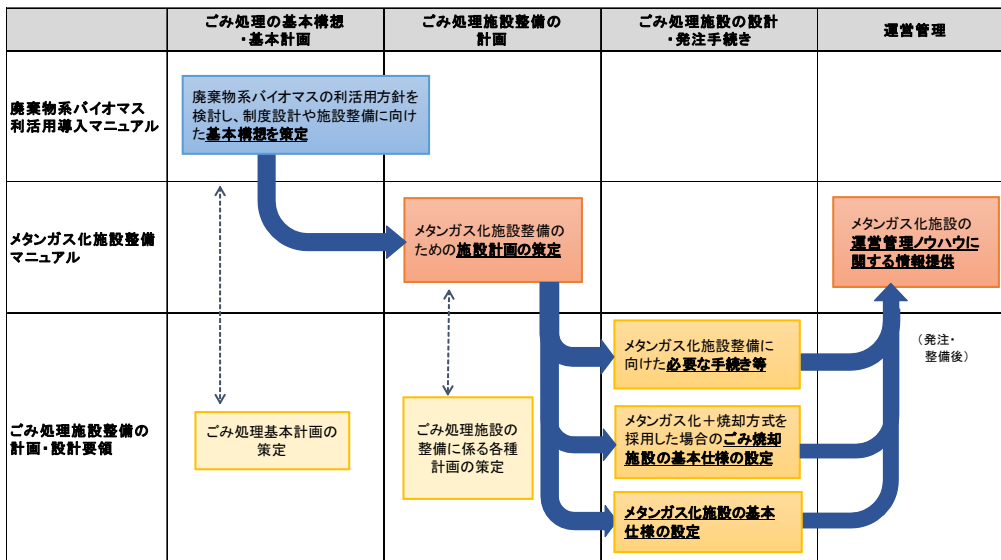 ごみ処理の基本構想
・基本計画
ごみ処理施設整備の
計画
ごみ処理施設の設計
・発注手続き
運営管理
廃棄物系バイオマス
利活用導入マニュアル
廃棄物系バイオマスの利活用方針を
検討し、制度設計や施設整備に向け
た基本構想を策定
メタンガス化施設整備
マニュアル
メタンガス化施設整備の
ための施設計画の策定
メタンガス化施設の
運営管理ノウハウに
関する情報提供
ごみ処理施設整備の
計画・設計要領
ごみ処理基本計画の
策定
ごみ処理施設の
整備に係る各種
計画の策定
メタンガス化施設整備に
向けた必要な手続き等
メタンガス化＋焼却方式を
採用した場合のごみ焼却
施設の基本仕様の設定
メタンガス化施設の基本
仕様の設定
（発注・
整備後）